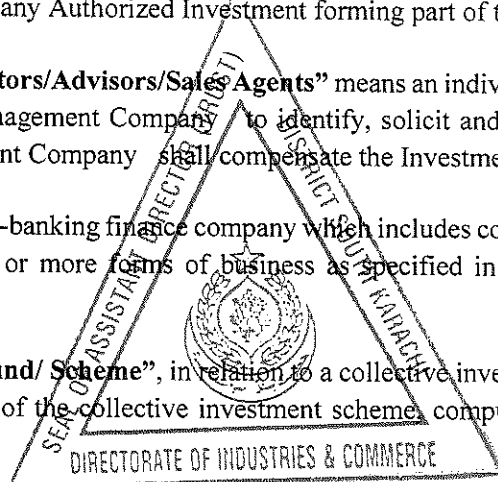 any Authorized Investment forming part of t
tors/Advisors/Sales Agents” means an indiv
nagement Company to identify, solicit and
nt Company shall compensate the Investme
-banking finance company which includes co
or more forms of business as specified in
und/ Scheme”, in relation to a collective inve
of the collective investment scheme, compu
SEAL OF ASSISTANT DIRECTOR (TRUST)
DISTRICT SOUTH KARACHI
DIRECTORATE OF INDUSTRIES & COMMERCE